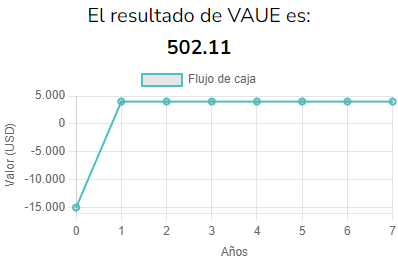 El resultado de VAUE es:
502.11
Flujo de caja
Valor (USD)
5.000
0
-5.000
-10.000
-15.000
0 1 2 3 4 5 6 7
Años